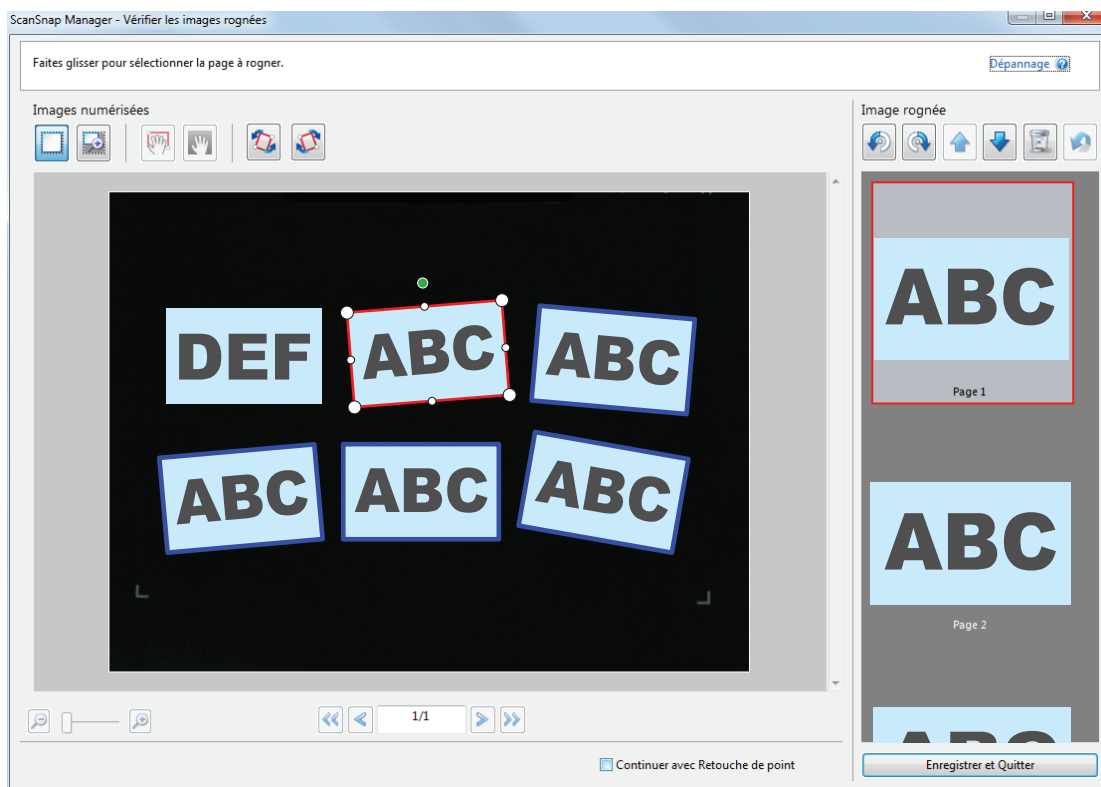 ScanSnap Manager - Vérifier les images rognées
Faites glisser pour sélectionner la page à rogner.
Dépannage
Images numérisées
Image rognée
DEF ABC ABC
ABC ABC ABC
ABC
Page 1
ABC
Page 2
ABC
1/1
Continuer avec Retouche de point
Enregistrer et Quitter